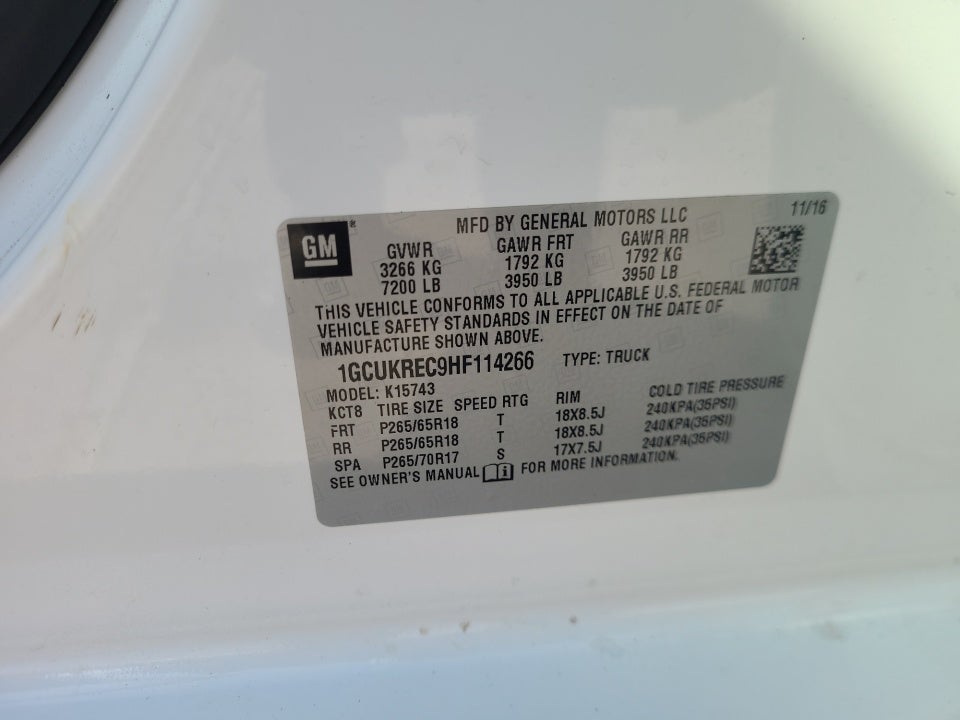 GM ® MFD BY GENERAL MOTORS LLC 11/16
GVWR GAWR FRT GAWR RR
3266 KG 1792 KG 1792 KG
7200 LB 3950 LB 3950 LB
THIS VEHICLE CONFORMS TO ALL APPLICABLE U.S. FEDERAL MOTOR
VEHICLE SAFETY STANDARDS IN EFFECT ON THE DATE OF
MANUFACTURE SHOWN ABOVE.
1GCUKREC9HF114266 TYPE: TRUCK
MODEL: K15743
KCT8 TIRE SIZE SPEED RTG RIM COLD TIRE PRESSURE
FRT P265/65R18 T 18X8.5J 240KPA(35PSI)
RR P265/65R18 T 18X8.5J 240KPA(35PSI)
SPA P265/70R17 S 17X7.5J 240KPA(35PSI)
SEE OWNER'S MANUAL FOR MORE INFORMATION.